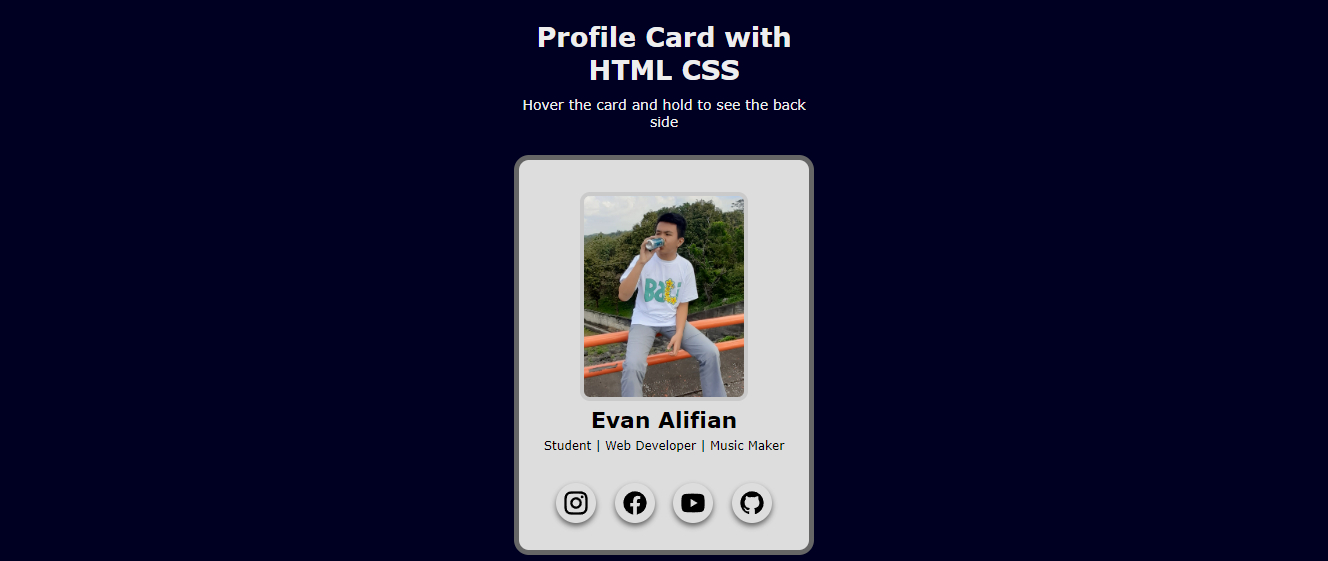 Profile Card with
HTML CSS
Hover the card and hold to see the back
side
BaLi
Evan Alifian
Student | Web Developer | Music Maker